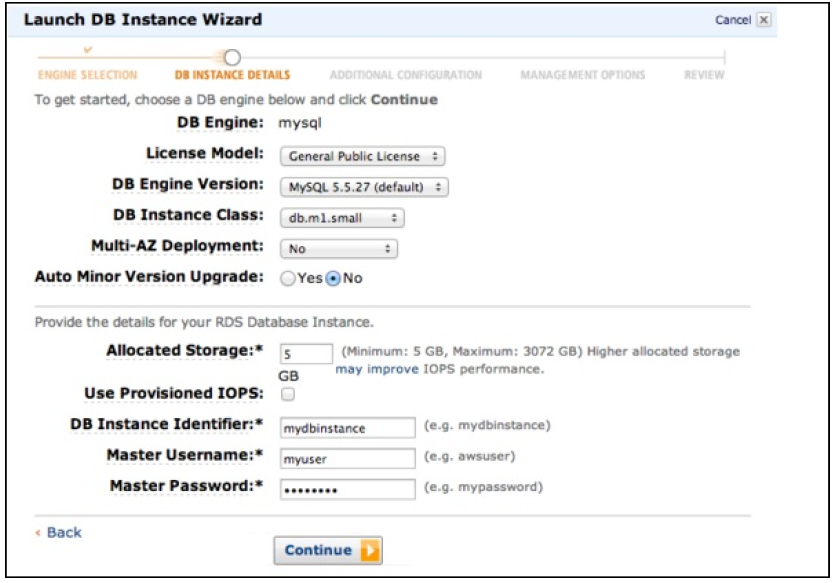 Launch DB Instance Wizard
Cancel
ENGINE SELECTION DB INSTANCE DETAILS ADDITIONAL CONFIGURATION MANAGEMENT OPTIONS REVIEW
To get started, choose a DB engine below and click Continue
DB Engine: mysql
License Model: General Public License
DB Engine Version: MySQL 5.5.27 (default)
DB Instance Class: db.m1.small
Multi-AZ Deployment: No
Auto Minor Version Upgrade: Yes No
Provide the details for your RDS Database Instance.
Allocated Storage:* 5 (Minimum: 5 GB, Maximum: 3072 GB) Higher allocated storage
GB may improve IOPS performance.
Use Provisioned IOPS:
DB Instance Identifier:* mydbinstance (e.g. mydbinstance)
Master Username:* myuser (e.g. awsuser)
Master Password:* •••••••• (e.g. mypassword)
< Back
Continue